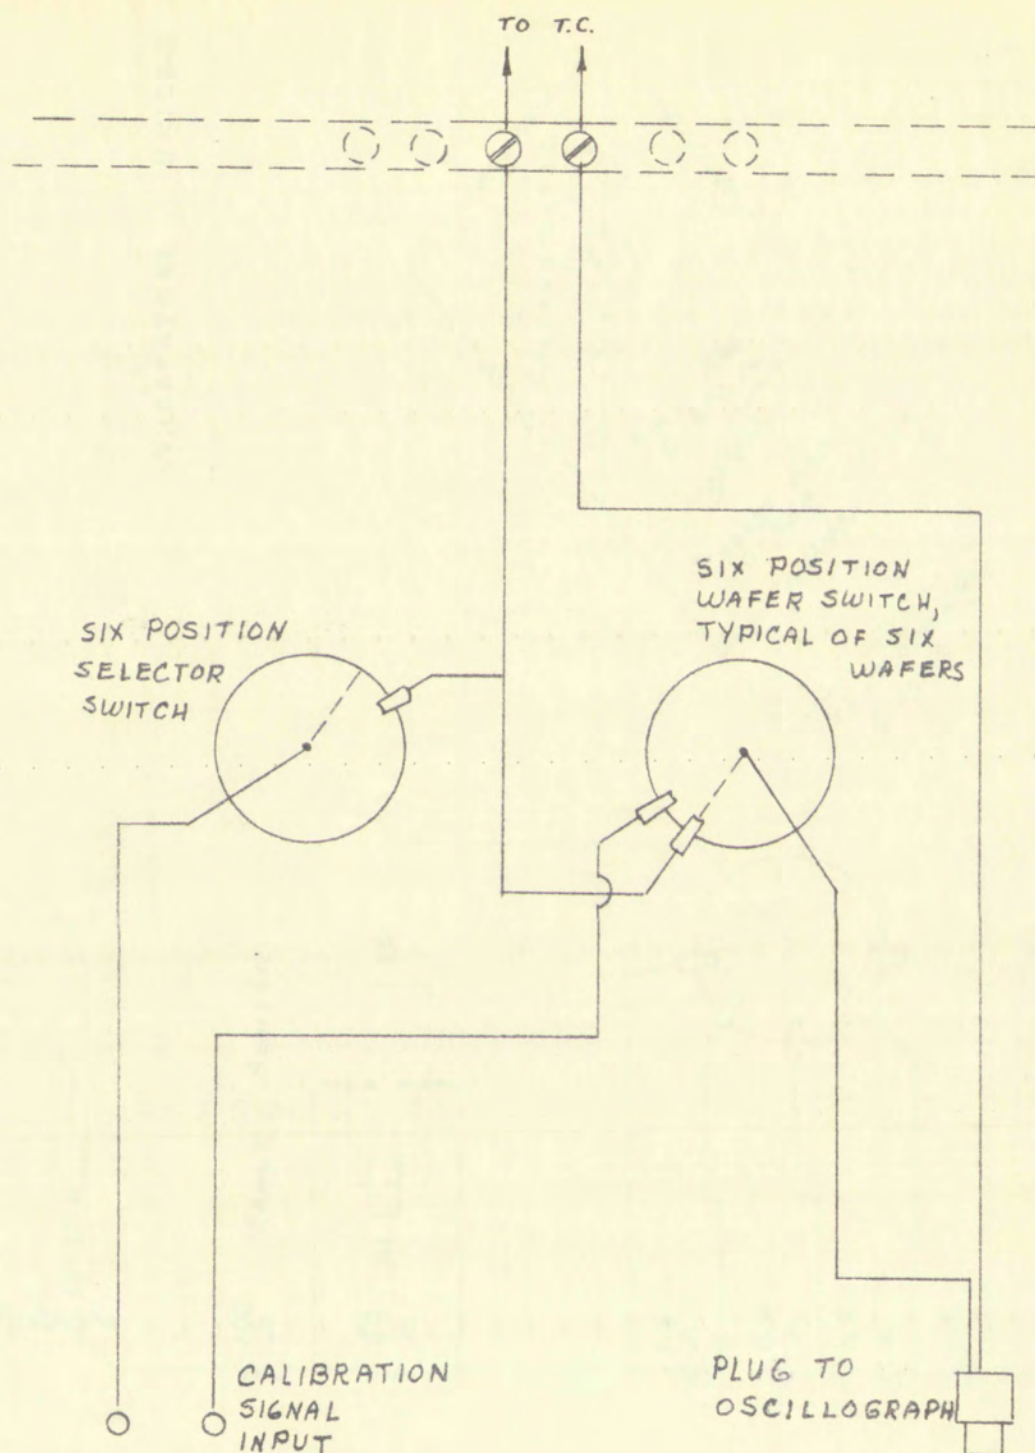 TO T.C.
SIX POSITION
SELECTOR
SWITCH
SIX POSITION
WAFER SWITCH,
TYPICAL OF SIX
WAFERS
CALIBRATION
SIGNAL
INPUT
PLUG TO
OSCILLOGRAPH